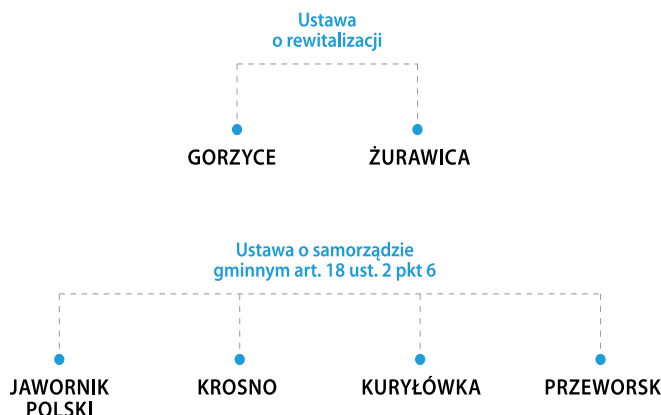 Ustawa
o rewitalizacji
GORZYCE ŻURAWICA
Ustawa o samorządzie
gminnym art. 18 ust. 2 pkt 6
JAWORNIK KROSNO KURYŁÓWKA PRZEWORSK
POLSKI